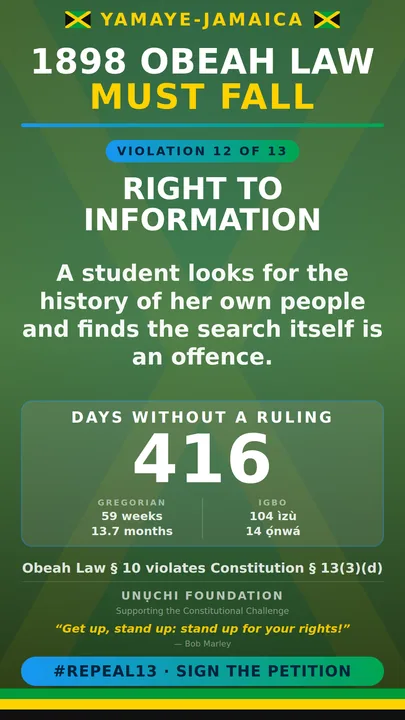 YAMAYE-JAMAICA
1898 OBEAH LAW
MUST FALL
VIOLATION 12 OF 13
RIGHT TO
INFORMATION
A student looks for the
history of her own people
and finds the search itself is
an offence.
DAYS WITHOUT A RULING
416
GREGORIAN
59 weeks
13.7 months
IGBO
104 ìzù
14 ọ́nwá
Obeah Law § 10 violates Constitution § 13(3)(d)
UNỤCHI FOUNDATION
Supporting the Constitutional Challenge
“Get up, stand up: stand up for your rights!”
— Bob Marley
#REPEAL13 · SIGN THE PETITION